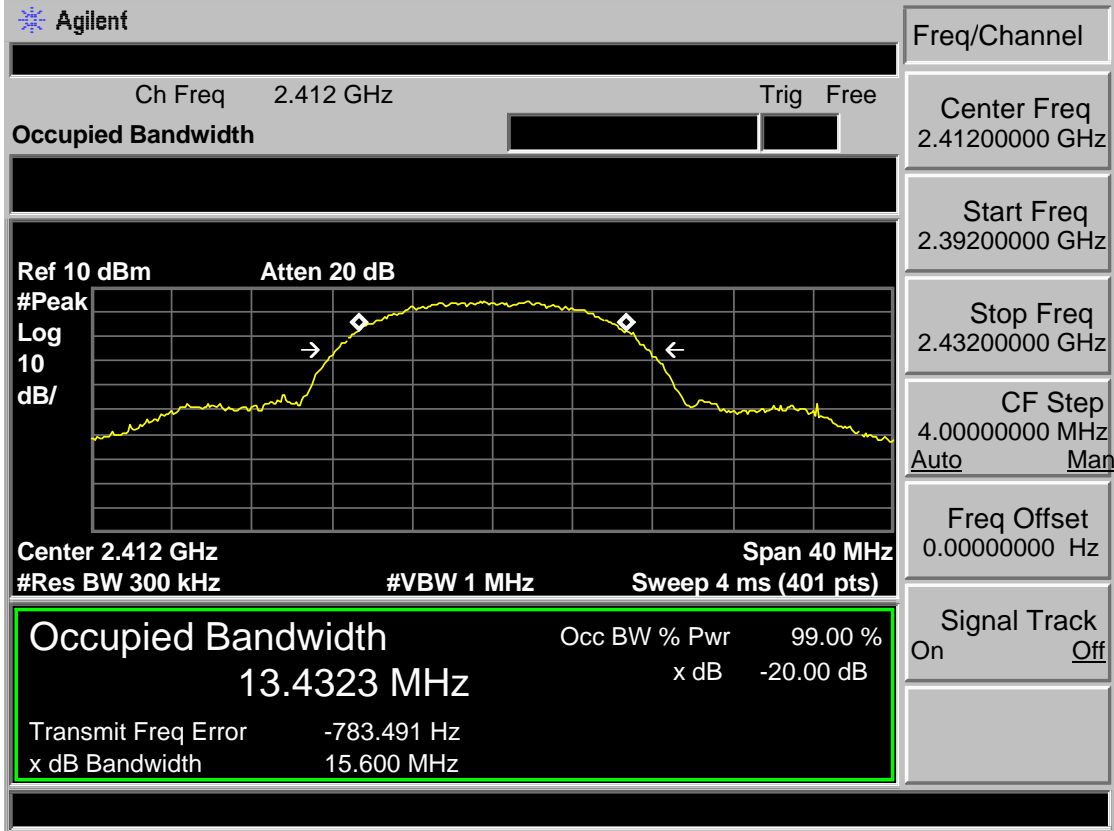 Agilent
Freq/Channel
Ch Freq 2.412 GHz Trig Free
Occupied Bandwidth
Center Freq
2.41200000 GHz
Start Freq
2.39200000 GHz
Stop Freq
2.43200000 GHz
CF Step
4.00000000 MHz
Auto Man
Freq Offset
0.00000000 Hz
Signal Track
On Off
Ref 10 dBm Atten 20 dB
#Peak
Log
10
dB/
Center 2.412 GHz Span 40 MHz
#Res BW 300 kHz #VBW 1 MHz Sweep 4 ms (401 pts)
Occupied Bandwidth Occ BW % Pwr 99.00 %
13.4323 MHz x dB -20.00 dB
Transmit Freq Error -783.491 Hz
x dB Bandwidth 15.600 MHz